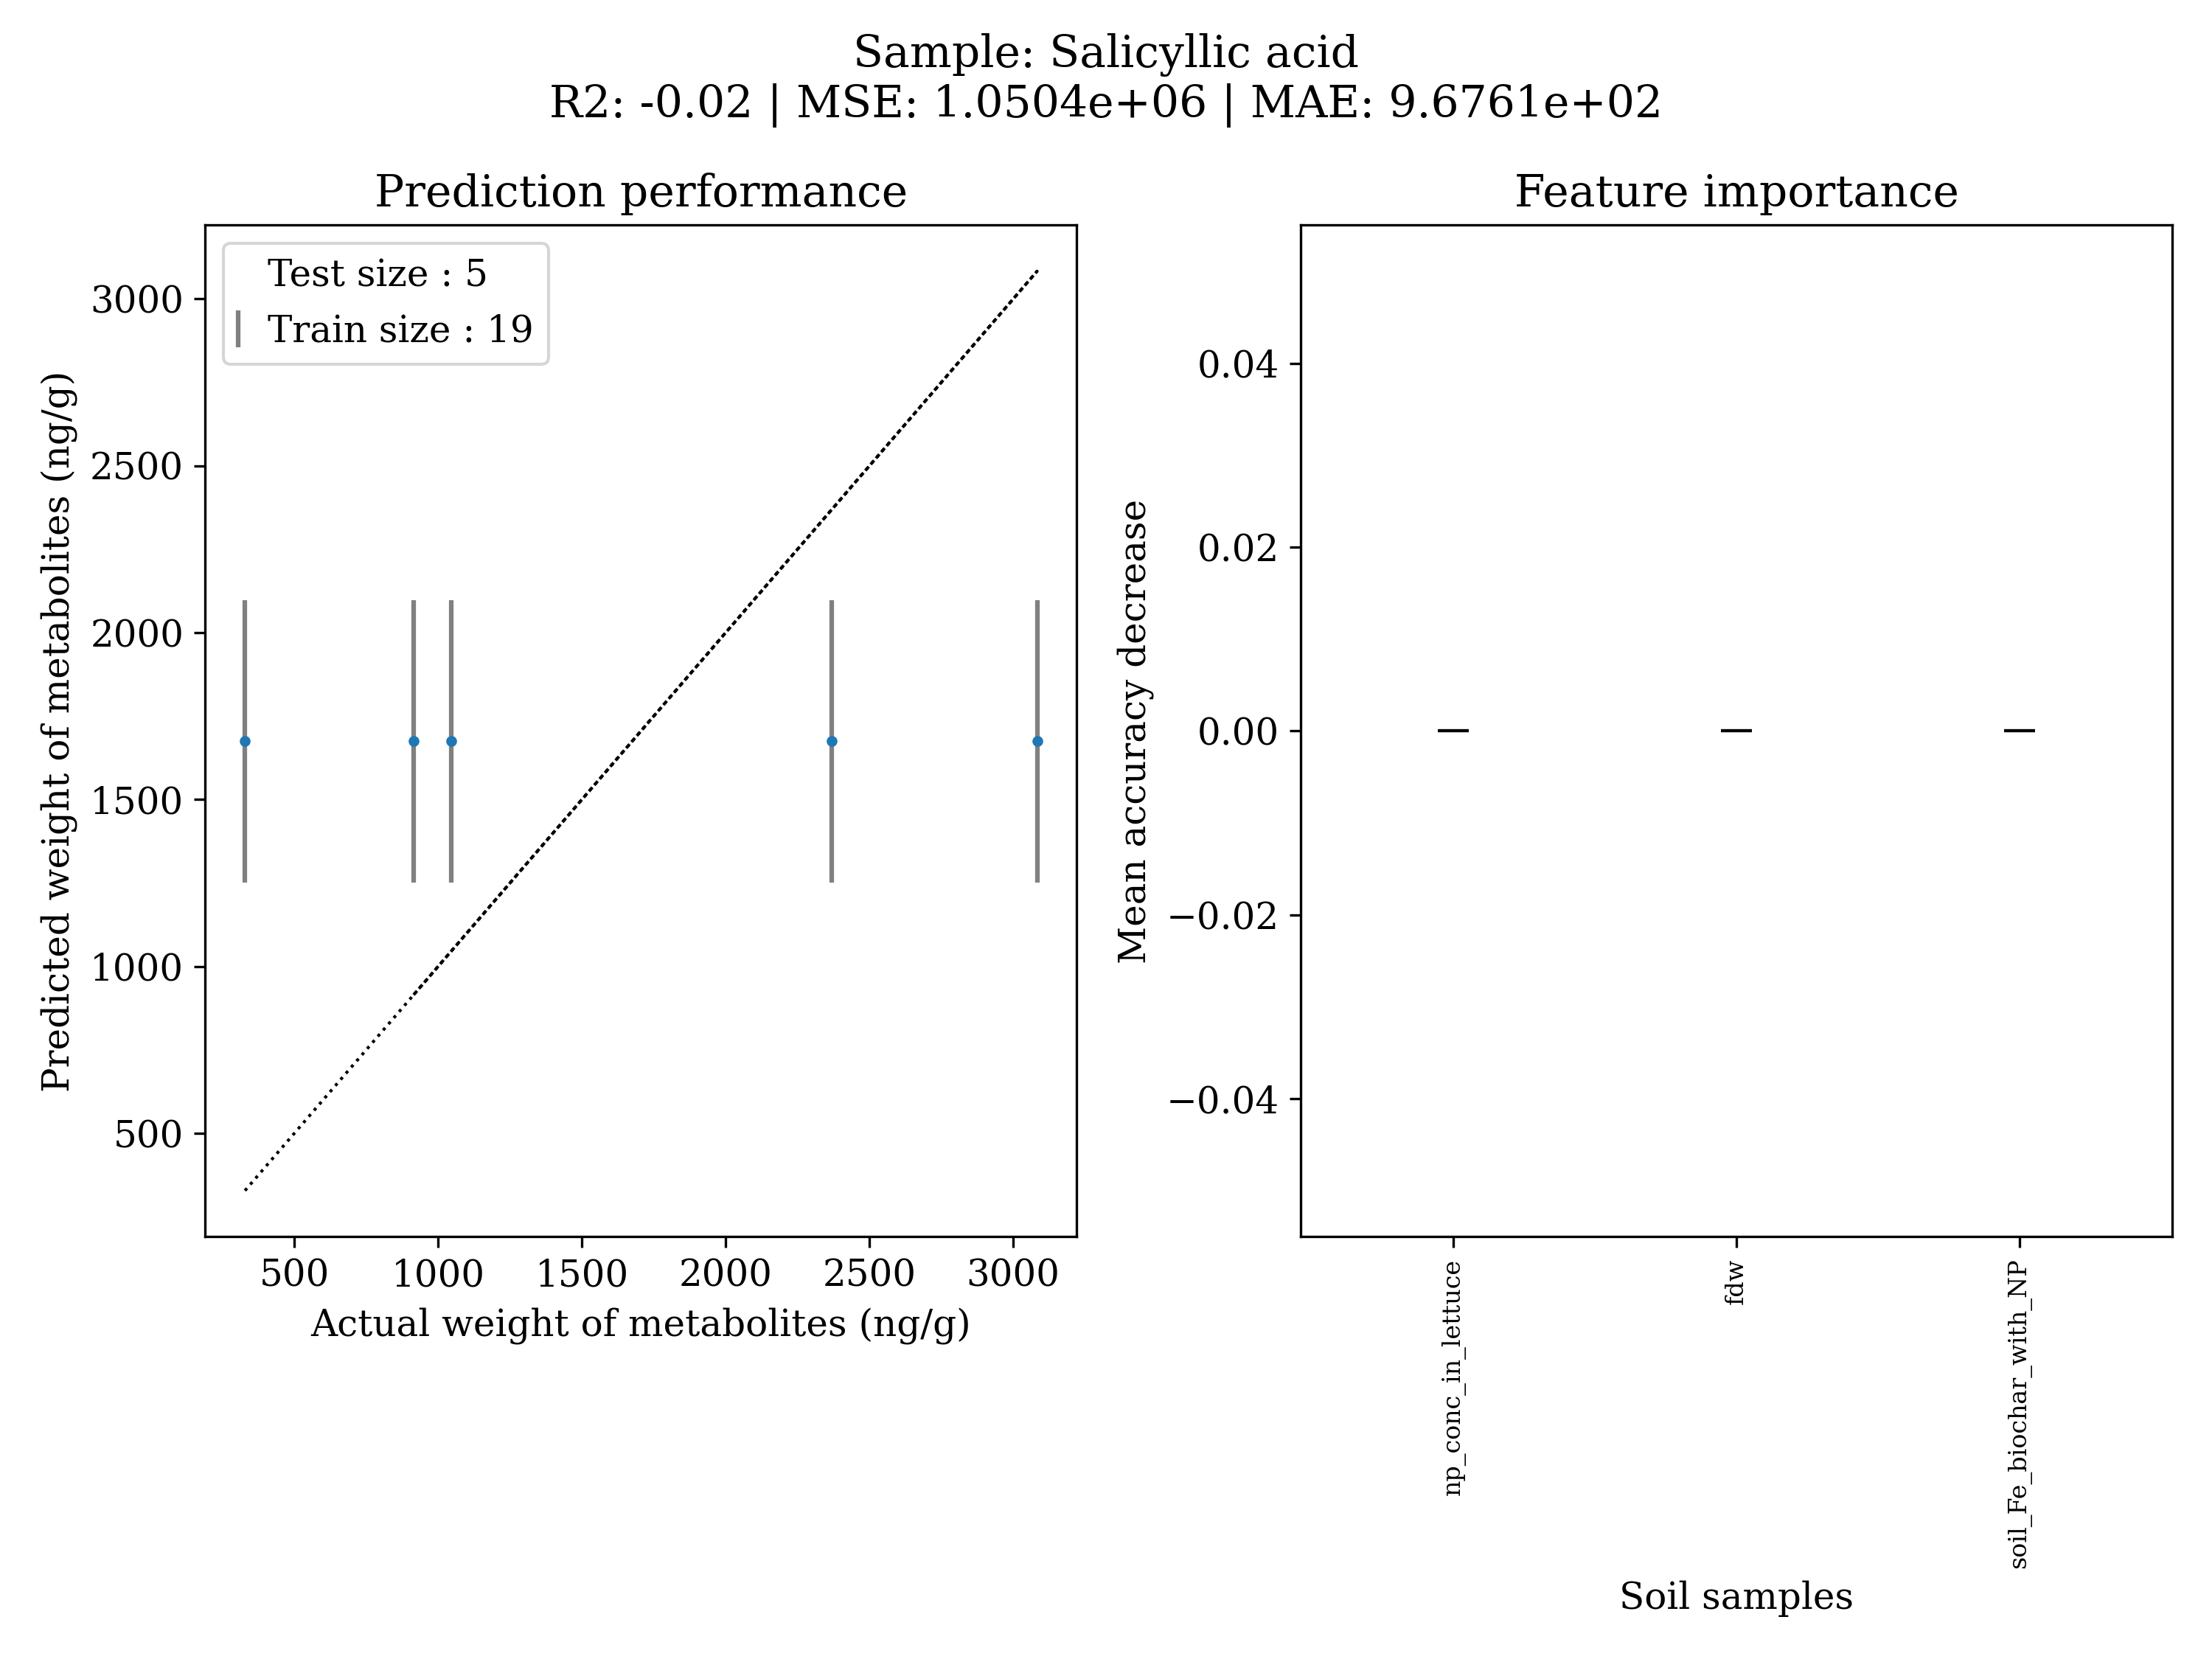 Sample: Salicyllic acid
R2: -0.02 | MSE: 1.0504e+06 | MAE: 9.6761e+02
Prediction performance
Test size : 5
Train size : 19
3000
2500
2000
1500
1000
500
Predicted weight of metabolites (ng/g)
500 1000 1500 2000 2500 3000
Actual weight of metabolites (ng/g)
Feature importance
0.04
0.02
0.00
−0.02
−0.04
Mean accuracy decrease
np_conc_in_lettuce
fdw
soil_Fe_biochar_with_NP
Soil samples